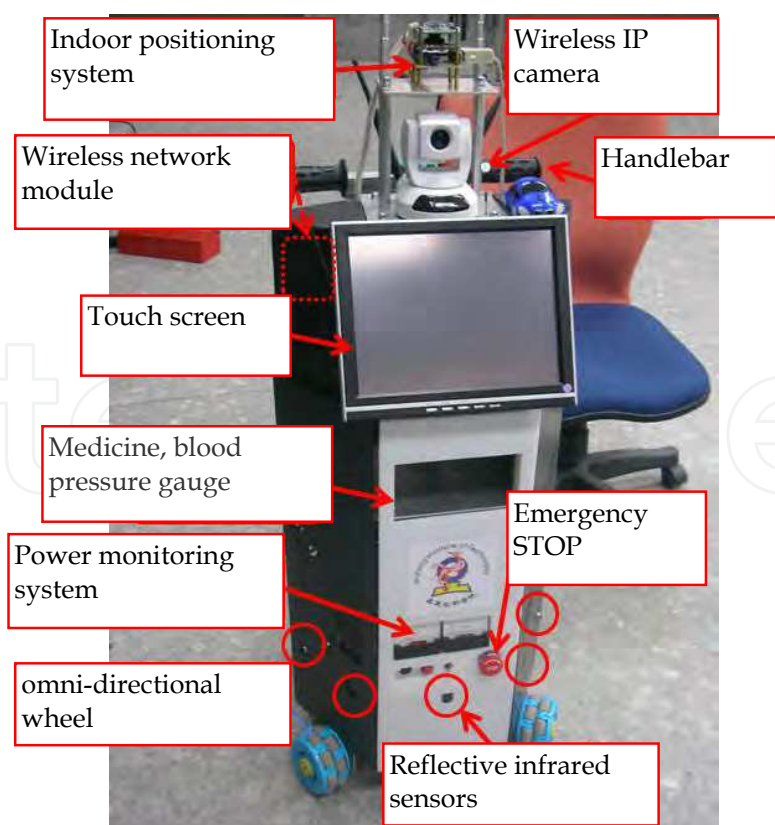 Indoor positioning
system
Wireless IP
camera
Wireless network
module
Handlebar
Touch screen
Medicine, blood
pressure gauge
Emergency
STOP
Power monitoring
system
omni-directional
wheel
Reflective infrared
sensors